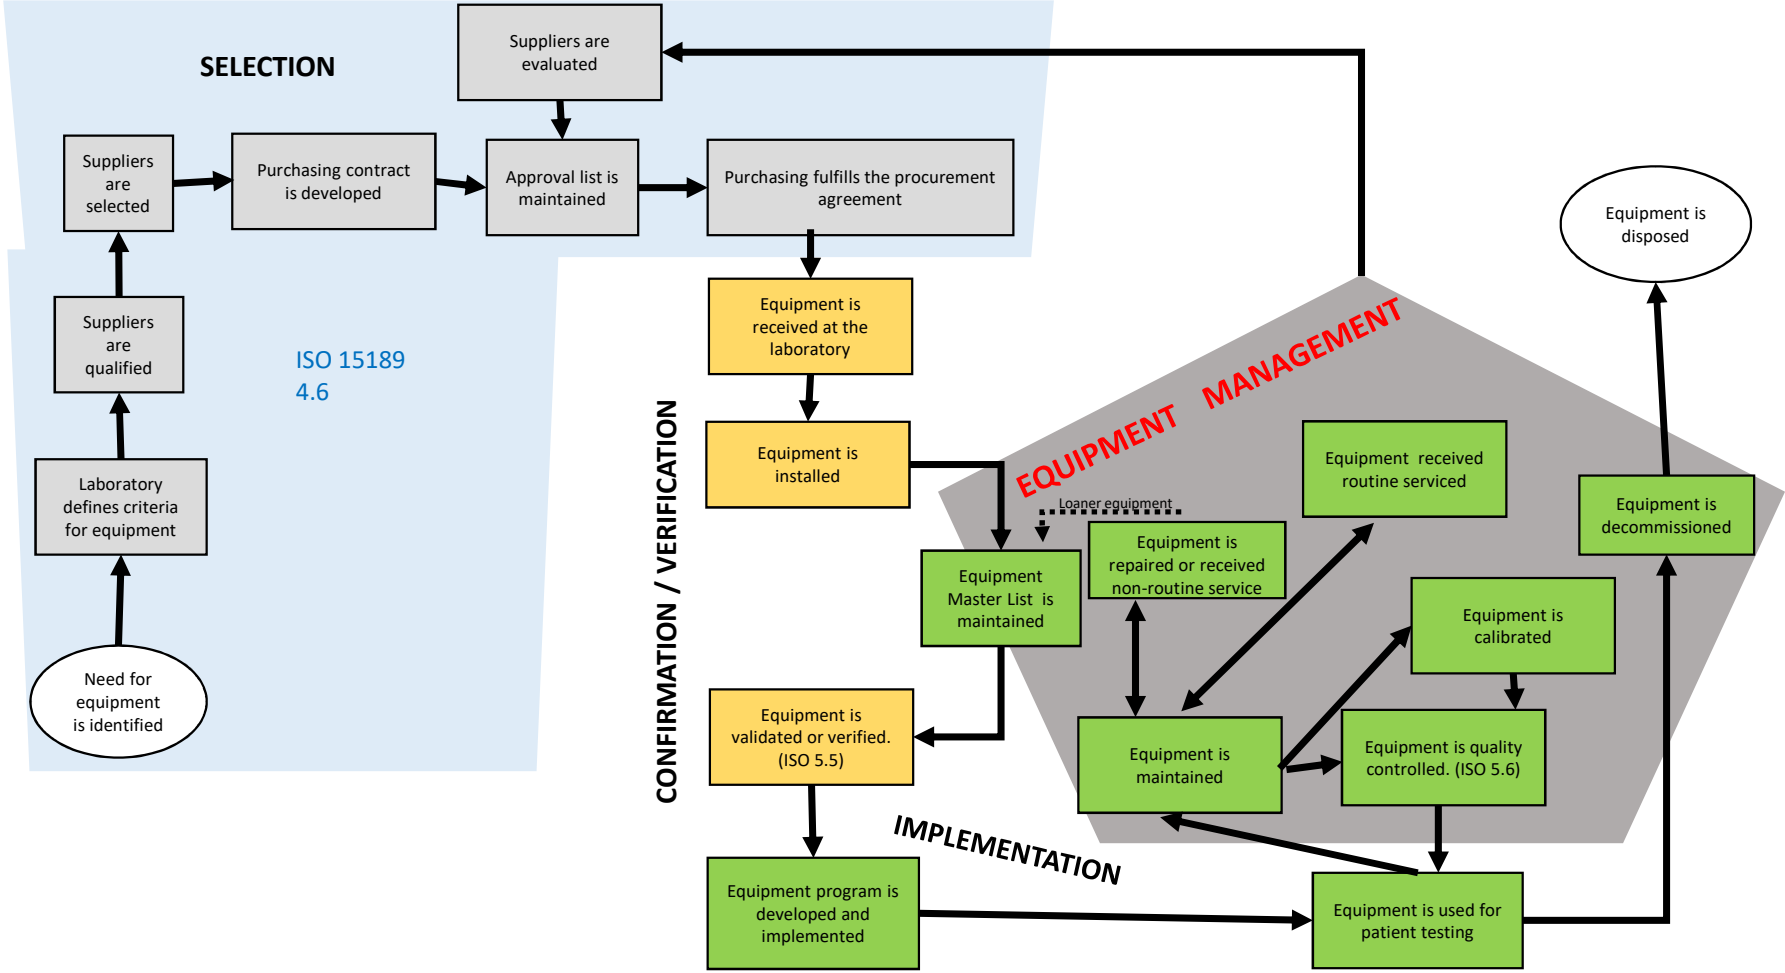 SELECTION
Suppliers are
evaluated
Suppliers
are
selected
Purchasing contract
is developed
Approval list is
maintained
Purchasing fulfills the procurement
agreement
Equipment is
disposed
Suppliers
are
qualified
ISO 15189
4.6
Equipment is
received at the
laboratory
EQUIPMENT MANAGEMENT
CONFIRMATION / VERIFICATION
Laboratory
defines criteria
for equipment
Equipment is
installed
Loaner equipment
Equipment received
routine serviced
Equipment is
decommissioned
Equipment is
repaired or received
non-routine service
Equipment
Master List is
maintained
Equipment is
calibrated
Need for
equipment
is identified
Equipment is
validated or verified.
(ISO 5.5)
Equipment is
maintained
Equipment is quality
controlled. (ISO 5.6)
IMPLEMENTATION
Equipment program is
developed and
implemented
Equipment is used for
patient testing